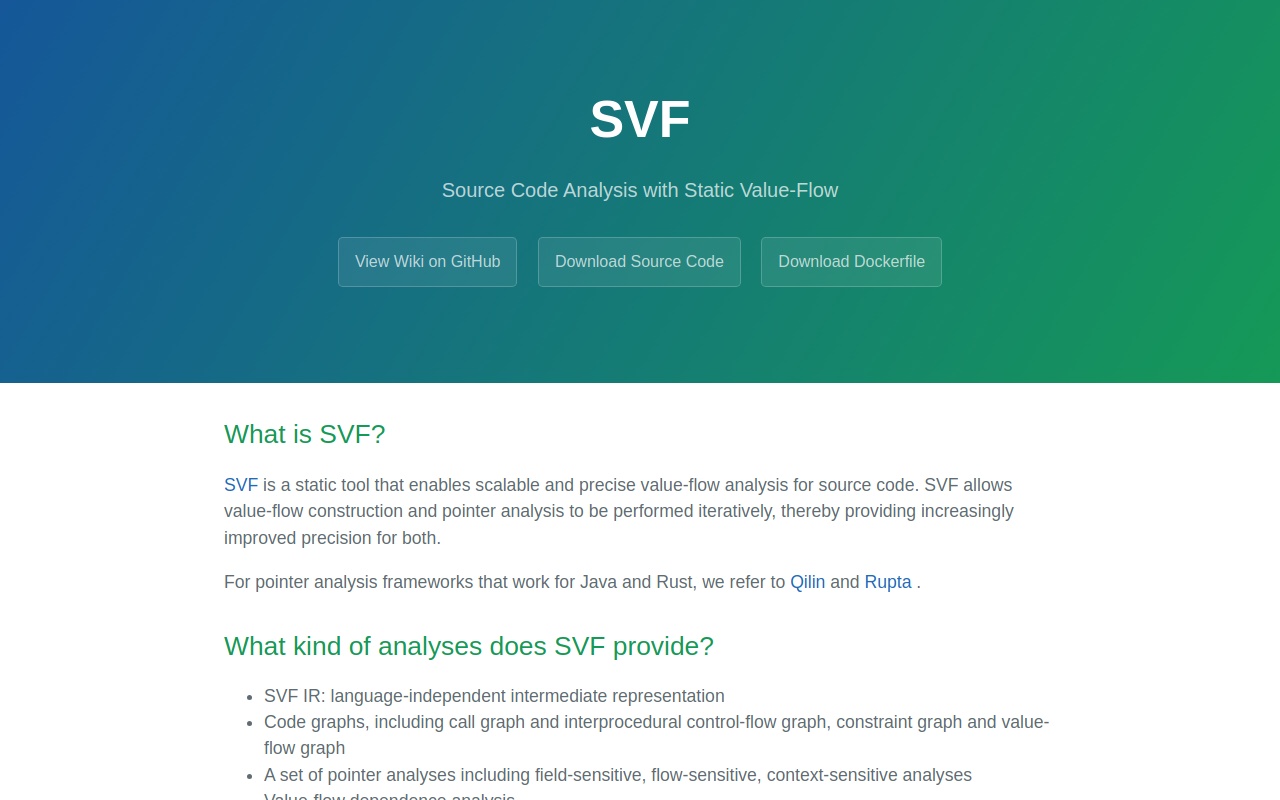 SVF
Source Code Analysis with Static Value-Flow
View Wiki on GitHub
Download Source Code
Download Dockerfile
What is SVF?
SVF is a static tool that enables scalable and precise value-flow analysis for source code. SVF allows
value-flow construction and pointer analysis to be performed iteratively, thereby providing increasingly
improved precision for both.
For pointer analysis frameworks that work for Java and Rust, we refer to Qilin and Rupta .
What kind of analyses does SVF provide?
SVF IR: language-independent intermediate representation
Code graphs, including call graph and interprocedural control-flow graph, constraint graph and value-
flow graph
A set of pointer analyses including field-sensitive, flow-sensitive, context-sensitive analyses
Value-flow dependence analysis